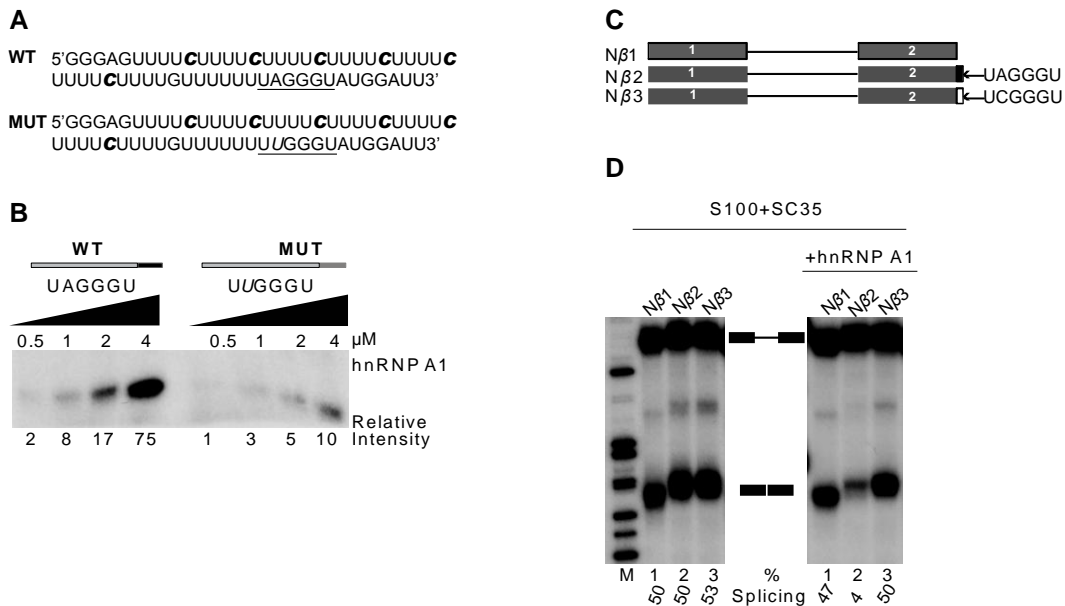 A
WT 5'GGGAGUUUUCUUUUCUUUUCUUUUCUUUUC
UUUUCUUUUGUUUUUUUAGGGUAUGGAUU3'
MUT 5'GGGAGUUUUCUUUUCUUUUCUUUUCUUUUC
UUUUCUUUUGUUUUUUUUGGGUAUGGAUU3'
B
WT MUT
UAGGGU UUGGGU
0.5 1 2 4 0.5 1 2 4 µM
hnRNP A1
Relative
2 8 17 75 1 3 5 10 Intensity
C
Nβ1 1 2
Nβ2 1 2 UAGGGU
Nβ3 1 2 UCGGGU
D
S100+SC35
+hnRNP A1
Nβ1 Nβ2 Nβ3 Nβ1 Nβ2 Nβ3
M 1 2 3 % 1 2 3
50 50 53 Splicing 47 4 50